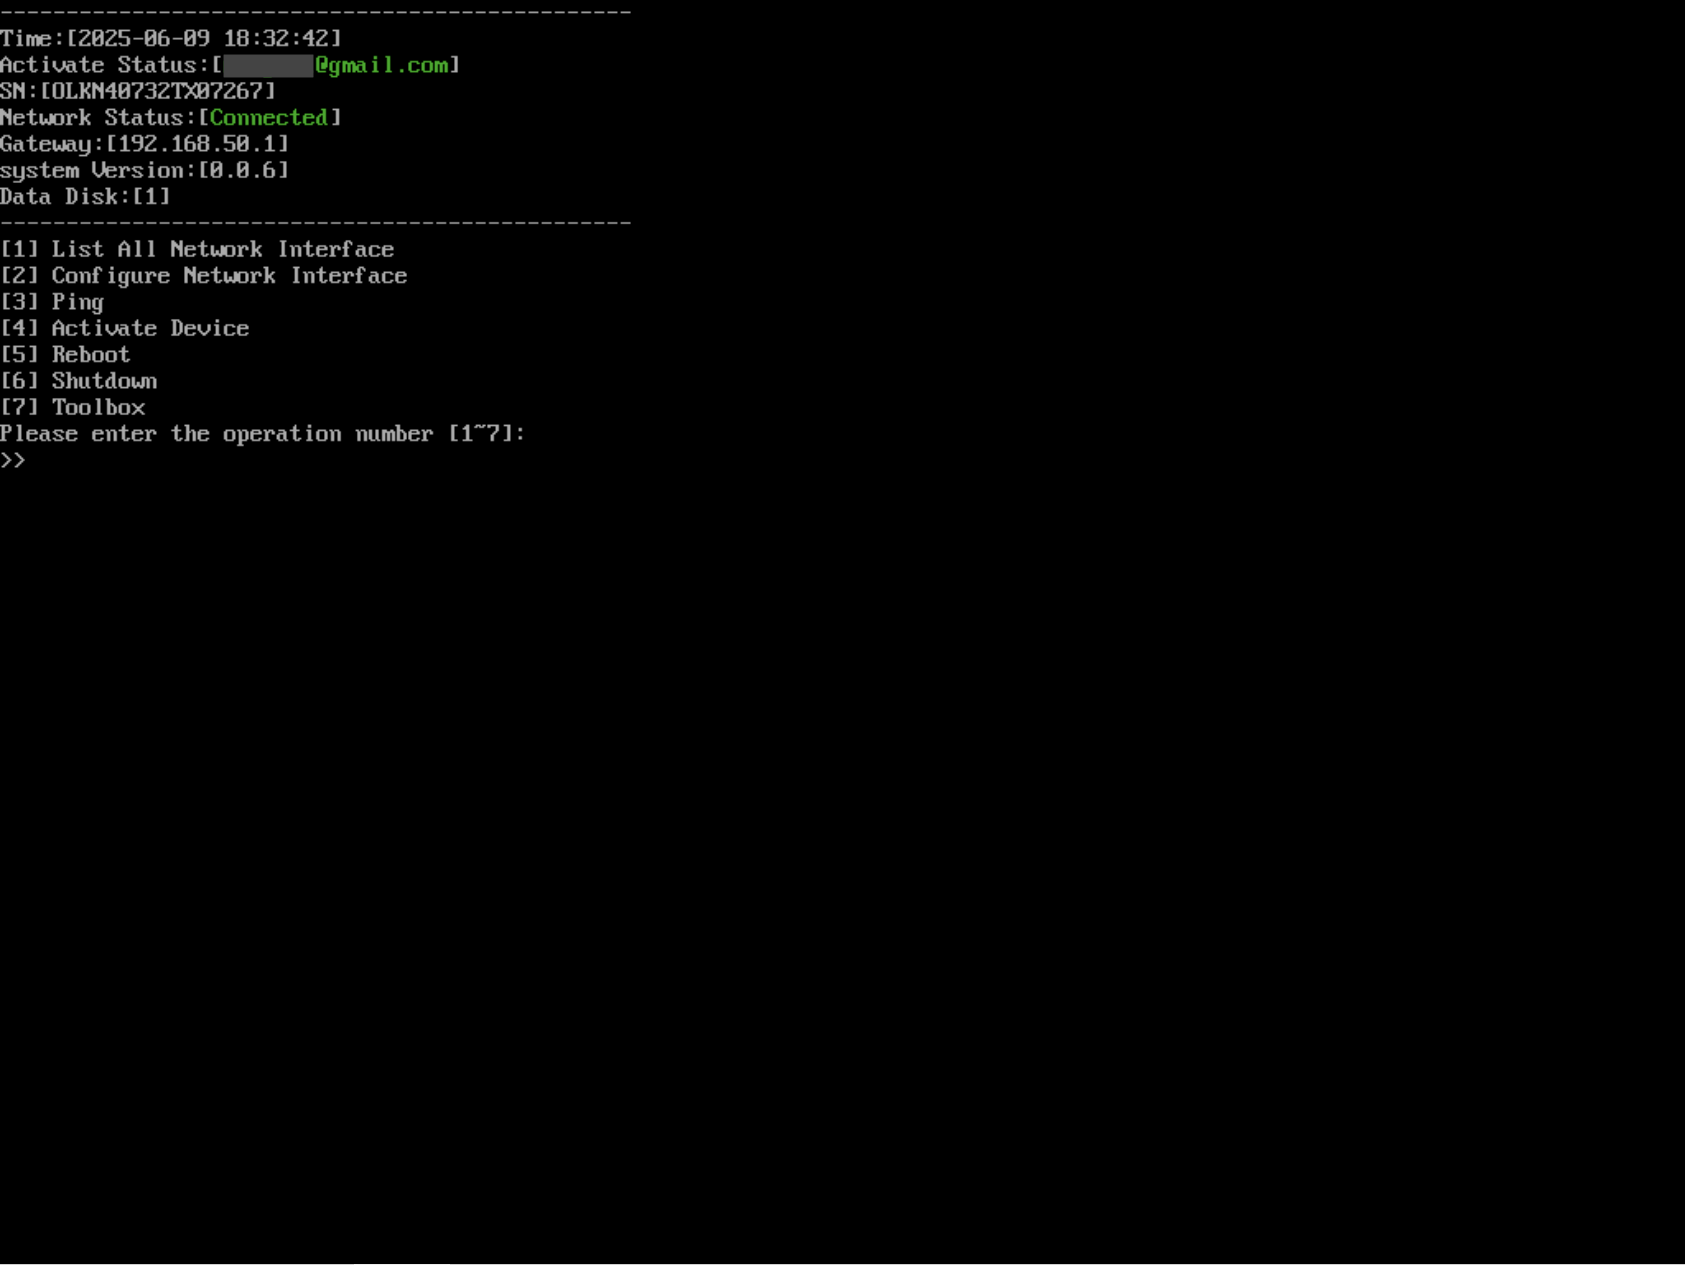 ------------------------------------------------
Time:[2025-06-09 18:32:42]
Activate Status:[@gmail.com]
SN:[OLKN40732TX07267]
Network Status:[Connected]
Gateway:[192.168.50.1]
system Version:[0.0.6]
Data Disk:[1]
------------------------------------------------
[1] List All Network Interface
[2] Configure Network Interface
[3] Ping
[4] Activate Device
[5] Reboot
[6] Shutdown
[7] Toolbox
Please enter the operation number [1~7]:
>>